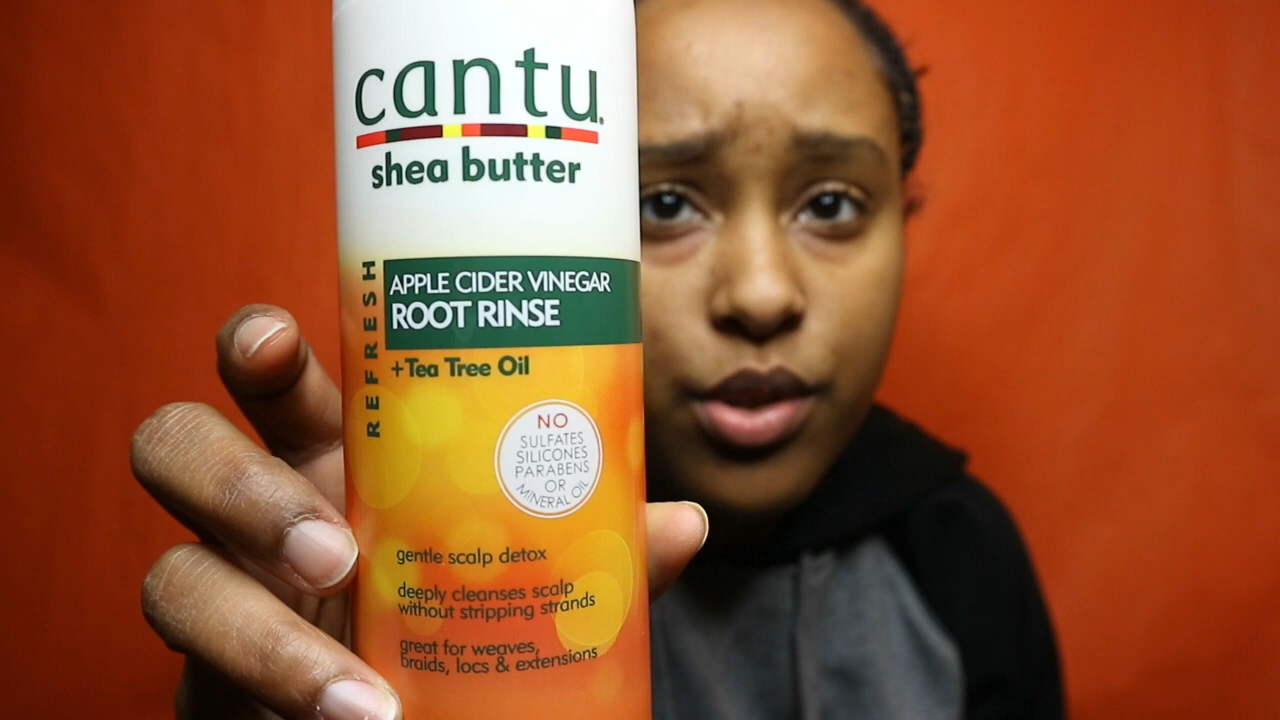 cantu.
shea butter
REFRESH
APPLE CIDER VINEGAR
ROOT RINSE
+Tea Tree Oil
NO
SULFATES
SILICONES
PARABENS
OR
MINERAL OIL
gentle scalp detox
deeply cleanses scalp
without stripping strands
great for weaves,
braids, locs & extensions